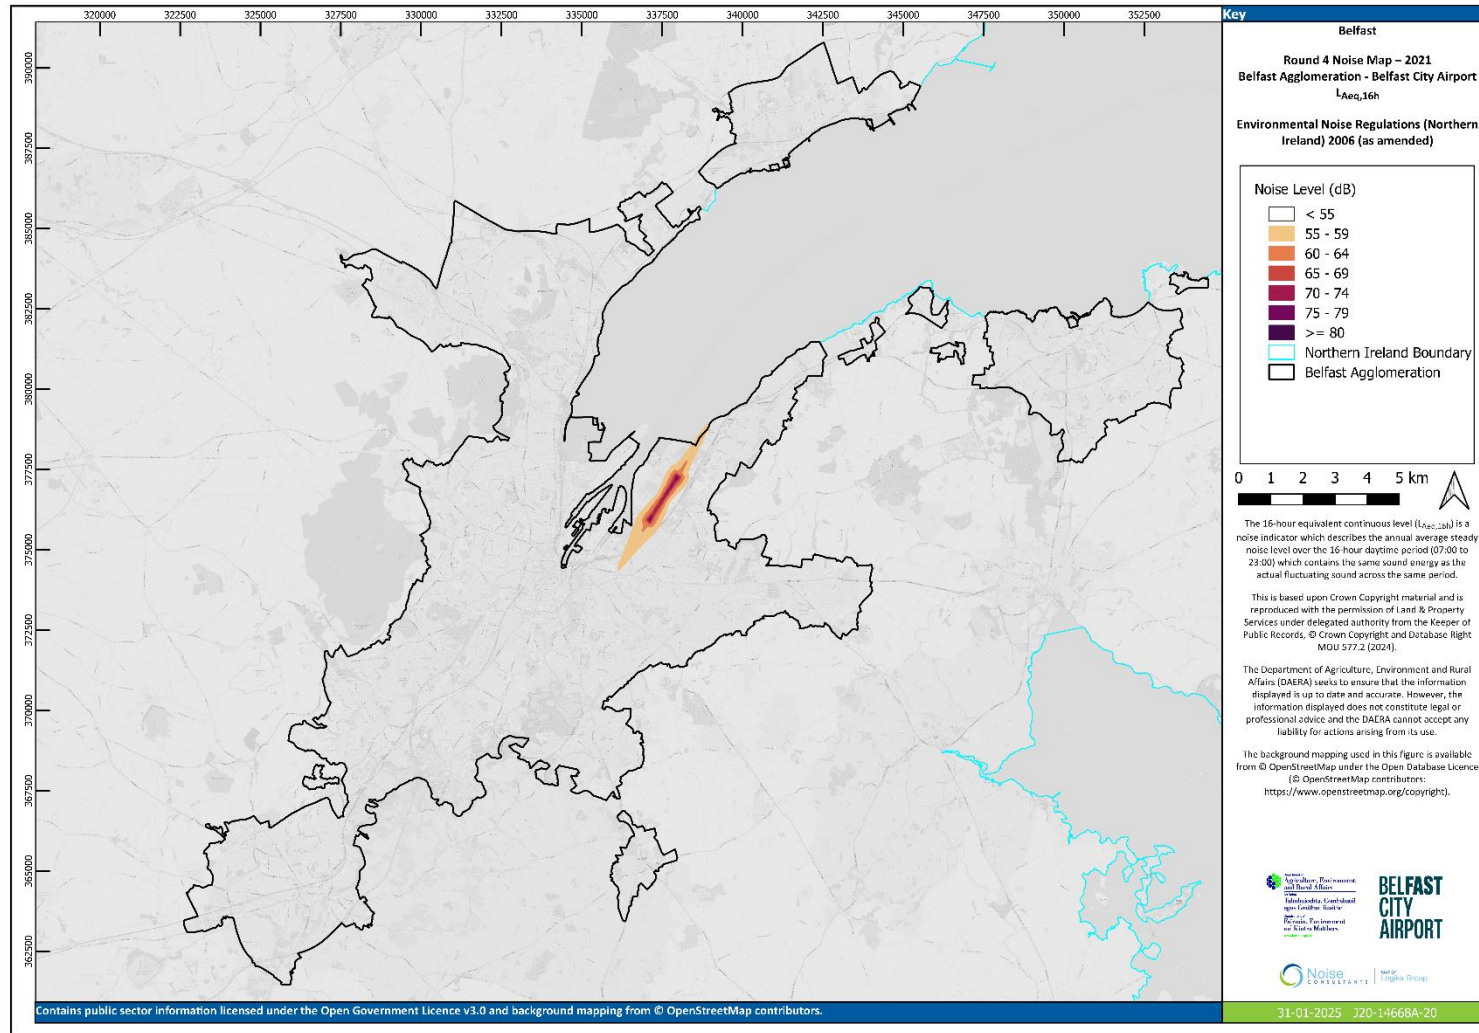 320000 322500 325000 327500 330000 332500 335000 337500 340000 342500 345000 347500 350000 352500
390000
387500
385000
382500
380000
377500
375000
372500
370000
367500
365000
362500
Key
Belfast
Round 4 Noise Map – 2021
Belfast Agglomeration - Belfast City Airport
LAeq,16h
Environmental Noise Regulations (Northern
Ireland) 2006 (as amended)
Noise Level (dB)
< 55
55 - 59
60 - 64
65 - 69
70 - 74
75 - 79
>= 80
Northern Ireland Boundary
Belfast Agglomeration
0 1 2 3 4 5 km
The 16-hour equivalent continuous level (LAeq,16h) is a
noise indicator which describes the annual average steady
noise level over the 16-hour daytime period (07:00 to
23:00) which contains the same sound energy as the
actual fluctuating sound across the same period.
This is based upon Crown Copyright material and is
reproduced with the permission of Land & Property
Services under delegated authority from the Keeper of
Public Records, © Crown Copyright and Database Right
MOU 577.2 (2024).
The Department of Agriculture, Environment and Rural
Affairs (DAERA) seeks to ensure that the information
displayed is up to date and accurate. However, the
information displayed does not constitute legal or
professional advice and the DAERA cannot accept any
liability for actions arising from its use.
The background mapping used in this figure is available
from © OpenStreetMap under the Open Database Licence
(© OpenStreetMap contributors:
https://www.openstreetmap.org/copyright).
Agriculture, Environment
and Rural Affairs
BELFAST
CITY
AIRPORT
Noise
CONSULTANTS
PART OF
Logika Group
Contains public sector information licensed under the Open Government Licence v3.0 and background mapping from © OpenStreetMap contributors.
31-01-2025 J20-14668A-20